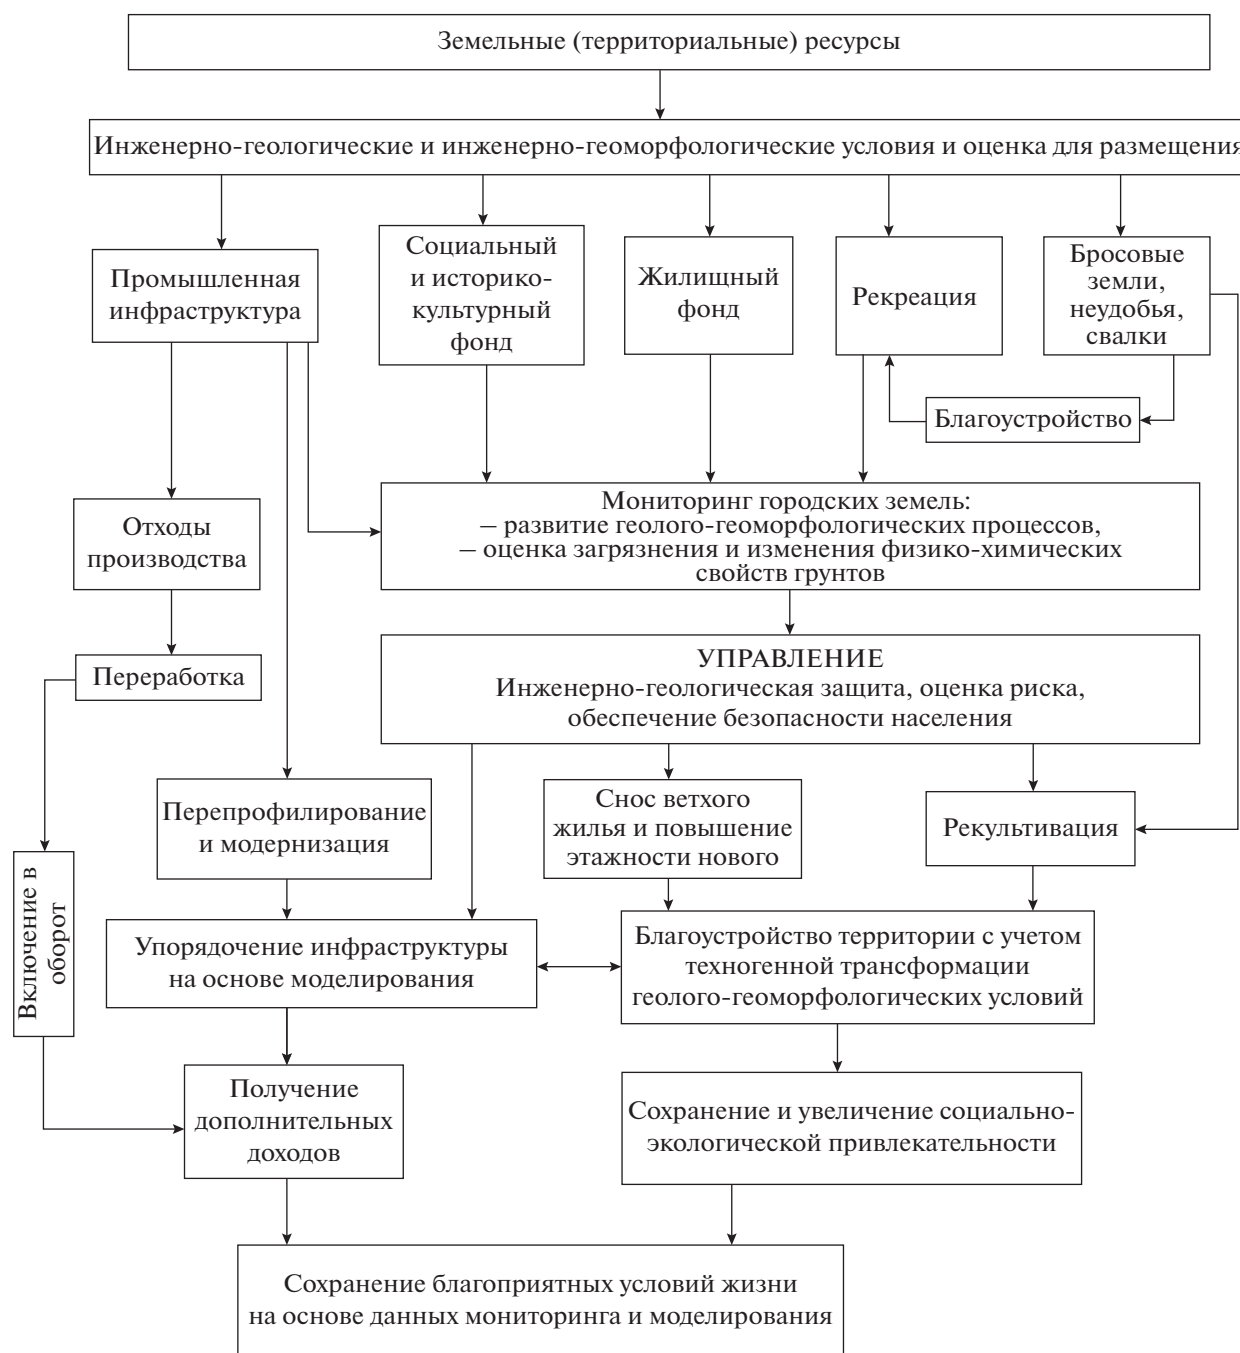 Земельные (территориальные) ресурсы
Инженерно-геологические и инженерно-геоморфологические условия и оценка для размещения
Промышленная
инфраструктура
Социальный
и историко-
культурный
фонд
Жилищный
фонд
Рекреация
Бросовые
земли,
неудобья,
свалки
Благоустройство
Отходы
производства
Мониторинг городских земель:
– развитие геолого-геоморфологических процессов,
– оценка загрязнения и изменения физико-химических
свойств грунтов
Переработка
УПРАВЛЕНИЕ
Инженерно-геологическая защита, оценка риска,
обеспечение безопасности населения
Перепрофилирование
и модернизация
Снос ветхого
жилья и повышение
этажности нового
Рекультивация
Включение в
оборот
Упорядочение инфраструктуры
на основе моделирования
Благоустройство территории с учетом
техногенной трансформации
геолого-геоморфологических условий
Получение
дополнительных
доходов
Сохранение и увеличение социально-
экологической привлекательности
Сохранение благоприятных условий жизни
на основе данных мониторинга и моделирования